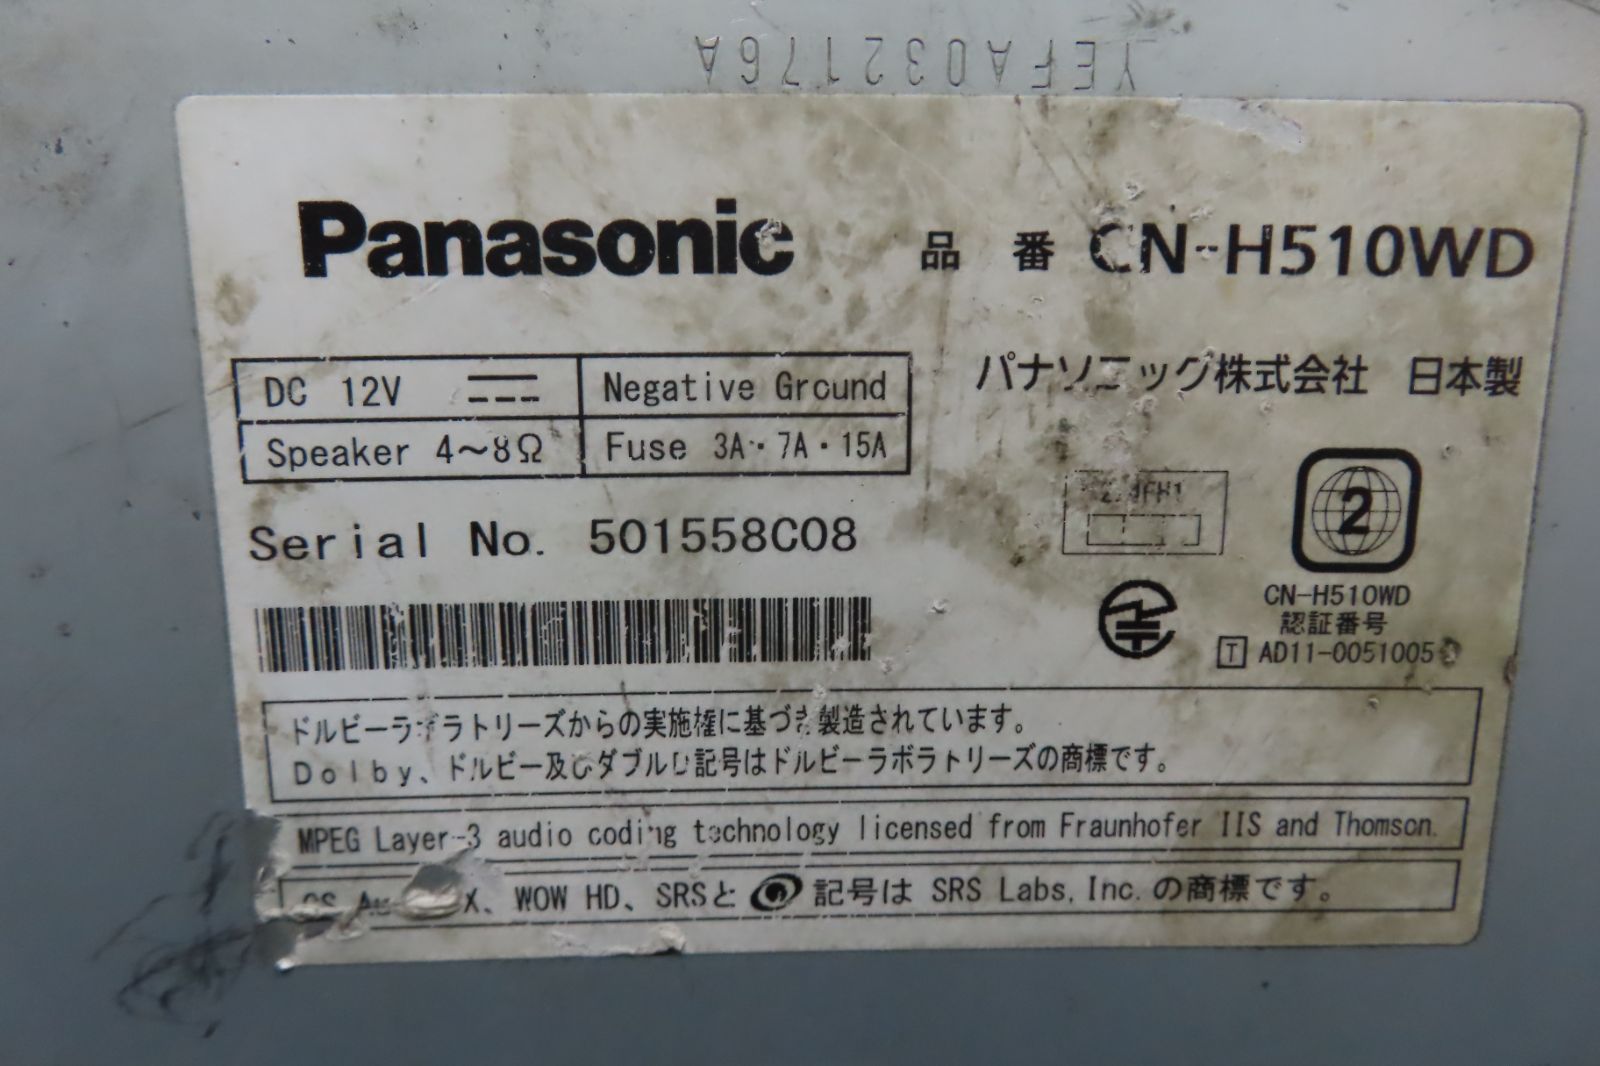 YEFA032176A
Panasonic 品番 CN-H510WD
DC 12V Negative Ground
パナソニック株式会社 日本製
Speaker 4～8Ω Fuse 3A・7A・15A
2
Serial No. 501558C08
CN-H510WD
認証番号
T AD11-0051005
ドルビーラボラトリーズからの実施権に基づき製造されています。
Dolby、ドルビー及びダブルD記号はドルビーラボラトリーズの商標です。
MPEG Layer-3 audio coding technology licensed from Fraunhofer IIS and Thomson.
CS、WOW HD、SRSと記号は SRS Labs, Inc. の商標です。